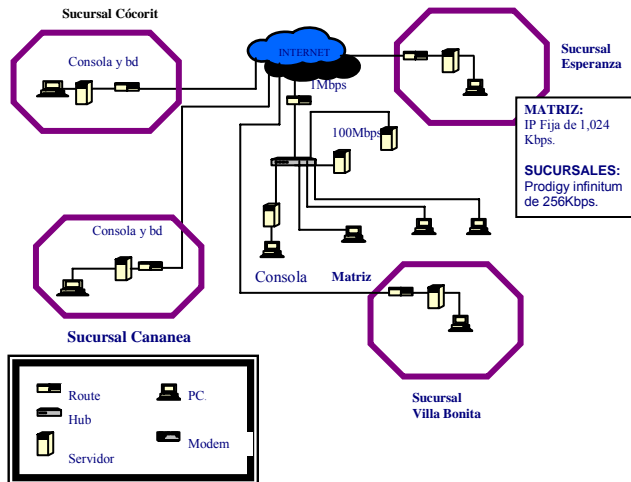 Sucursal Cócorit
Consola y bd
INTERNET
1Mbps
100Mbps
Sucursal
Esperanza
MATRIZ:
IP Fija de 1,024
Kbps.
SUCURSALES:
Prodigy infinitum
de 256Kbps.
Consola y bd
Consola
Matriz
Sucursal Cananea
Sucursal
Villa Bonita
Route
PC.
Hub
Servidor
Modem